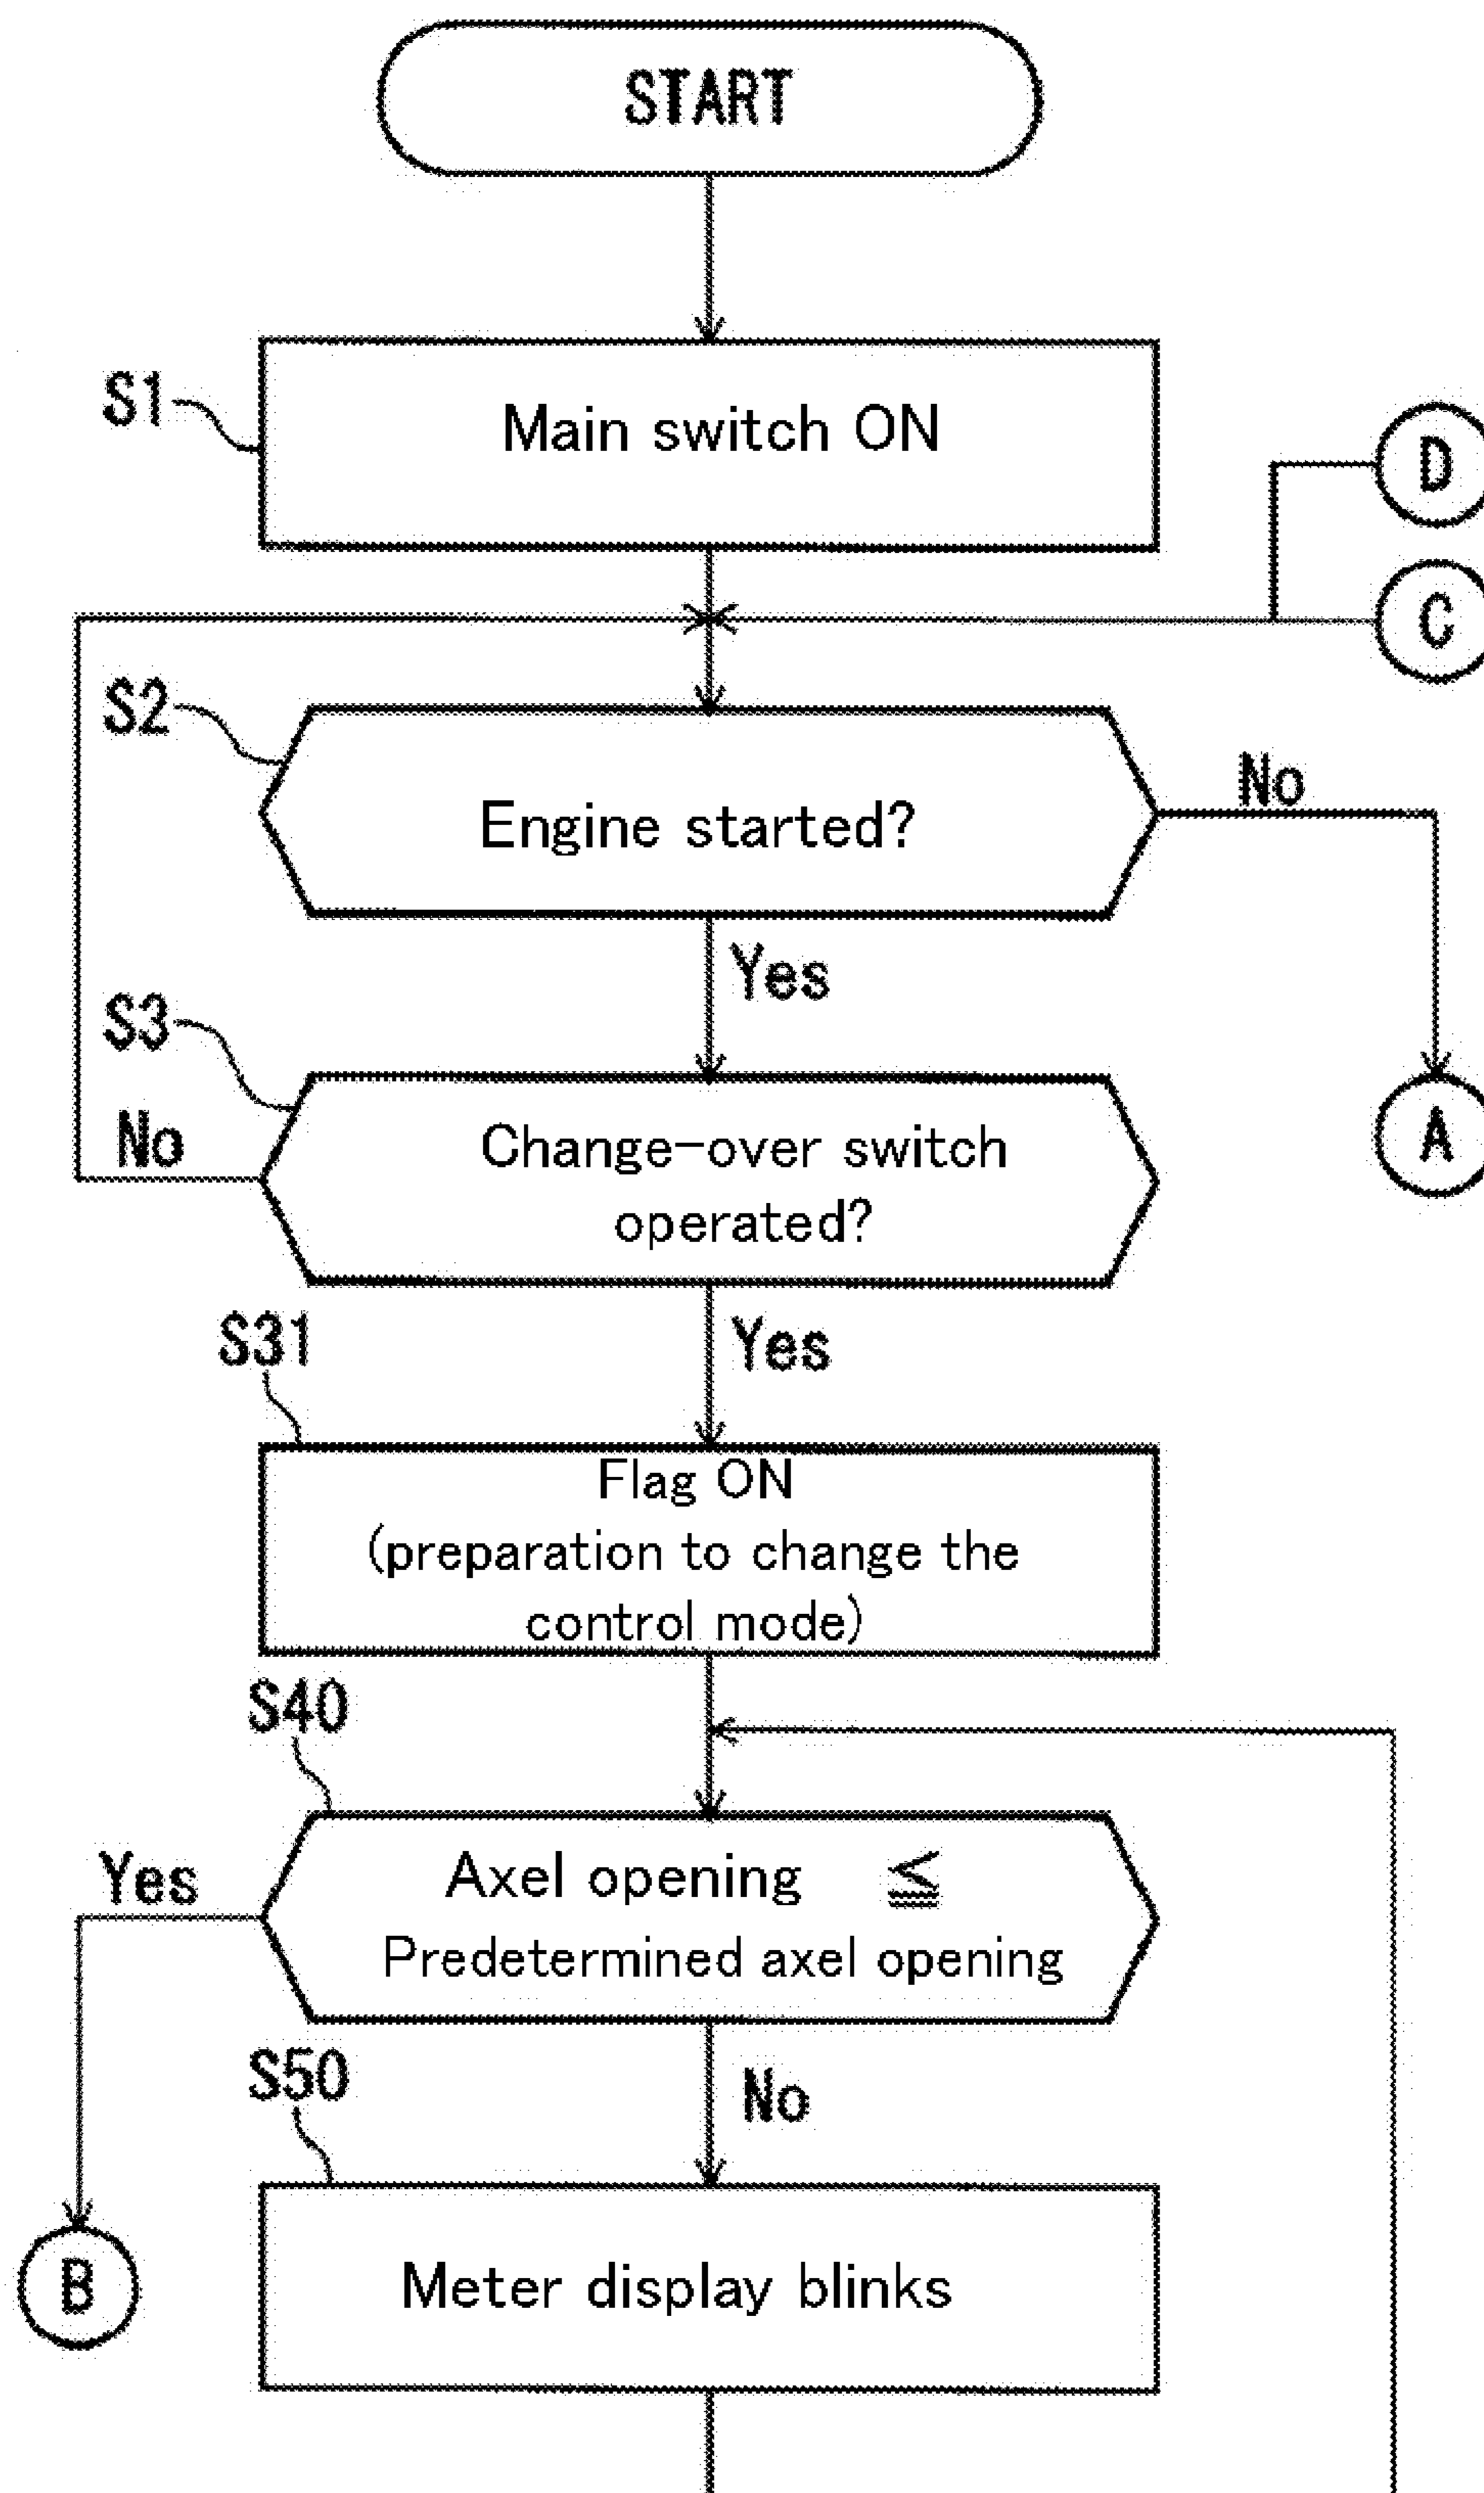 START
S1
Main switch ON
D
C
S2
Engine started?
No
Yes
S3
No
Change-over switch
operated?
A
S31
Yes
Flag ON
(preparation to change the
control mode)
S40
Yes
Axel opening ≦
Predetermined axel opening
S50
No
B
Meter display blinks